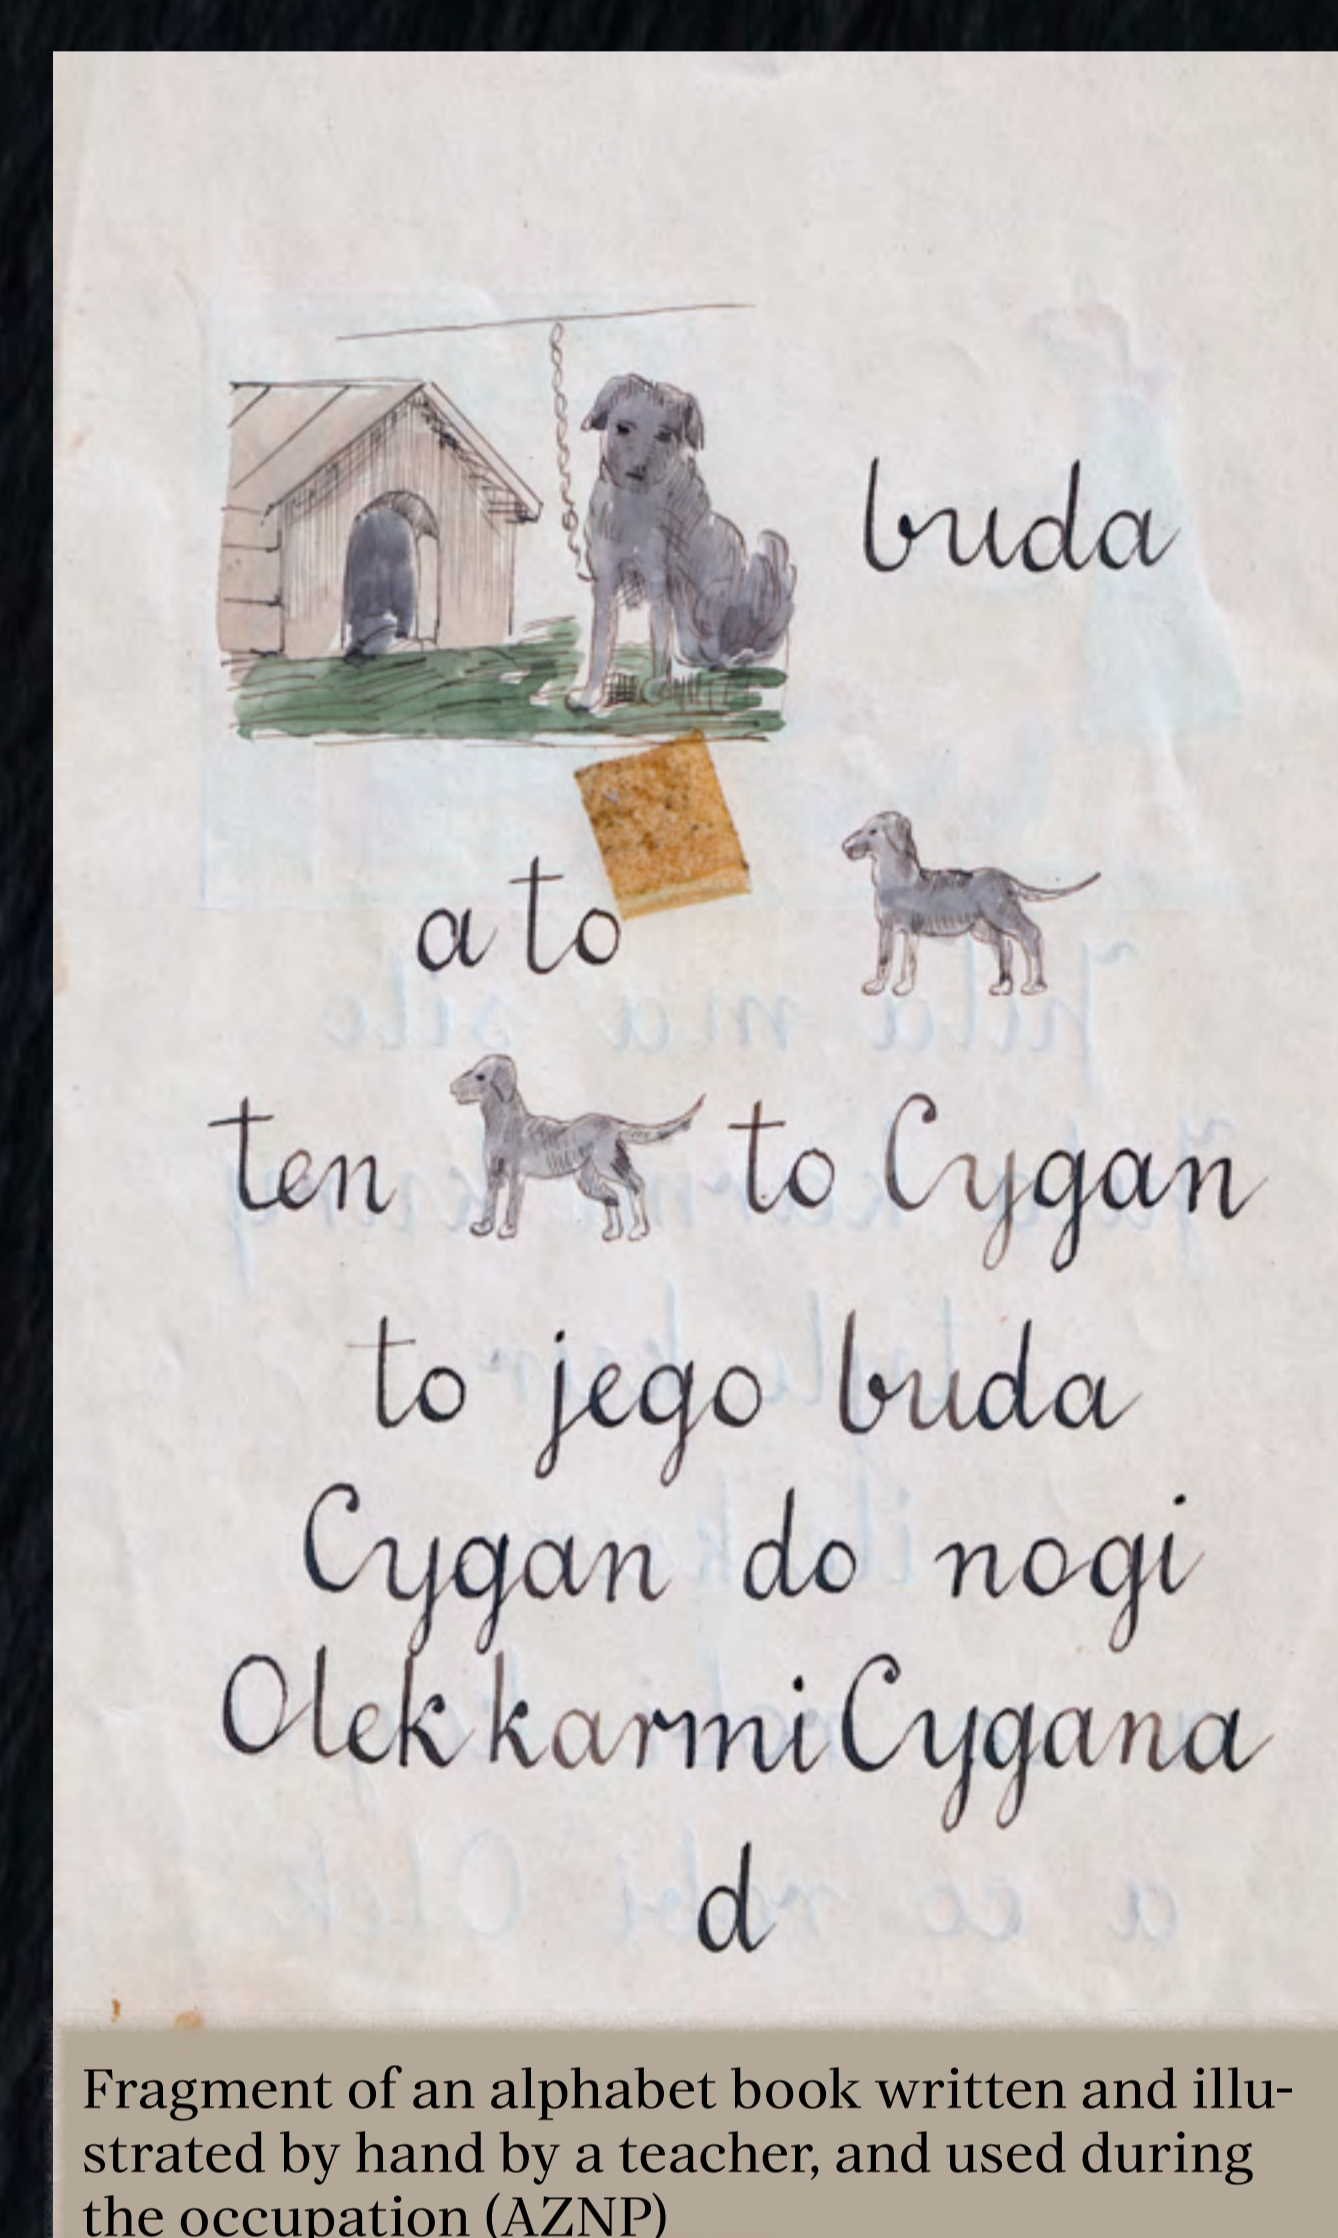 buda
a to
ten to Cygan
to jego buda
Cygan do nogi
Olek karmi Cygana
d
Fragment of an alphabet book written and illu-
strated by hand by a teacher, and used during
the occupation (AZNP)